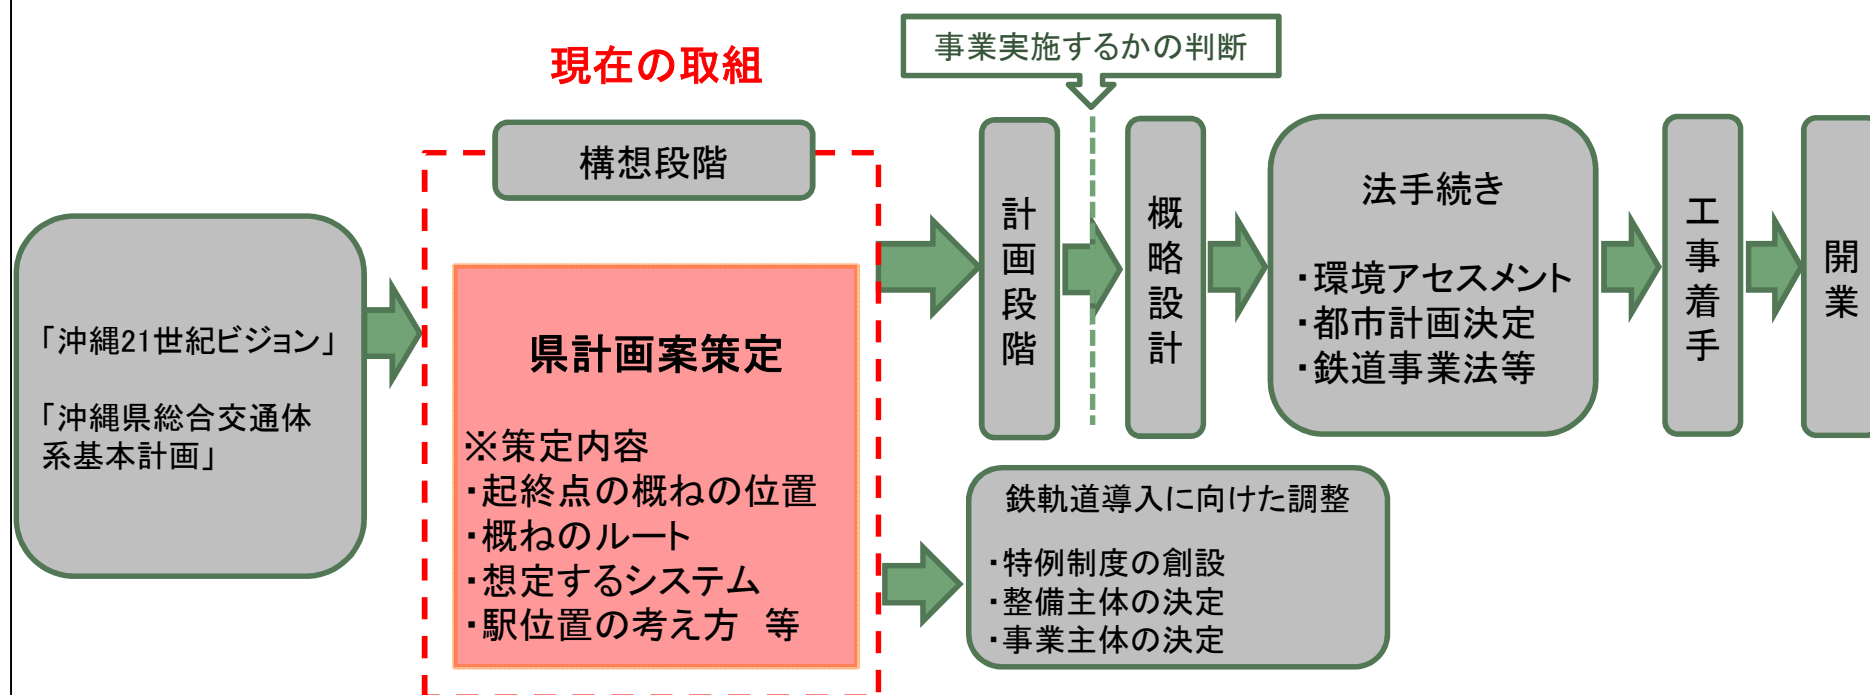 現在の取組
事業実施するかの判断
構想段階
「沖縄21世紀ビジョン」
「沖縄県総合交通体
系基本計画」
県計画案策定
※策定内容
・起終点の概ねの位置
・概ねのルート
・想定するシステム
・駅位置の考え方　等
計画段階
概略設計
法手続き
・環境アセスメント
・都市計画決定
・鉄道事業法等
工事着手
開業
鉄軌道導入に向けた調整
・特例制度の創設
・整備主体の決定
・事業主体の決定